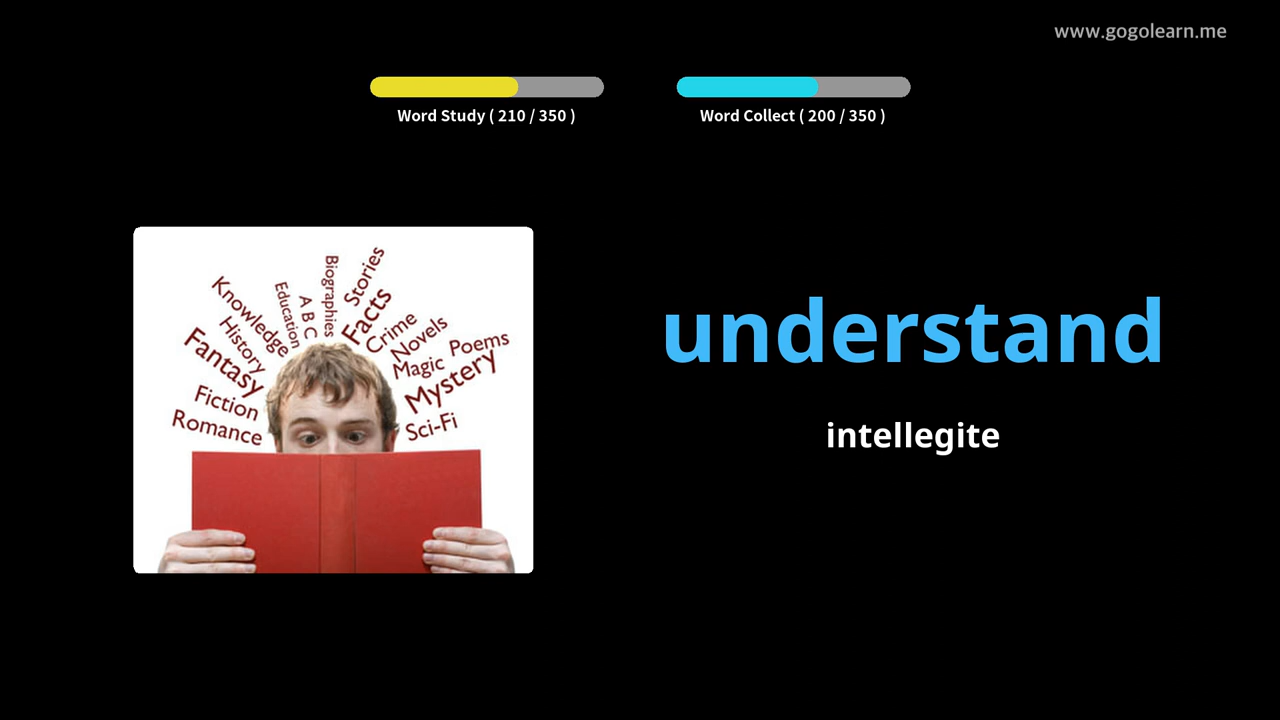 www.gogolearn.me
Word Study ( 210 / 350 )
Word Collect ( 200 / 350 )
Biographies
Stories
Education
A B C
Facts
Knowledge
History
Crime
Novels
Fantasy
Magic
Poems
Mystery
Fiction
Romance
Sci-Fi
understand
intellegite